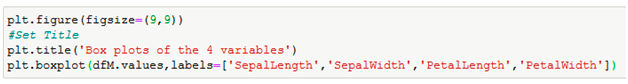 plt.figure(figsize=(9,9))
#Set Title
plt.title('Box plots of the 4 variables')
plt.boxplot(dfM.values,labels=['SepalLength','SepalWidth','PetalLength','PetalWidth'])